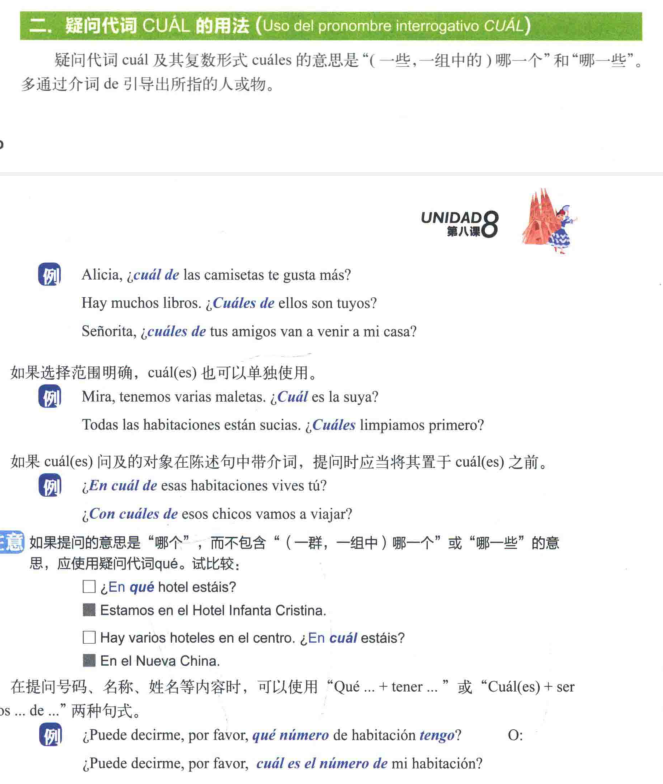 二. 疑问代词 CUÁL 的用法 (Uso del pronombre interrogativo CUÁL)
疑问代词 cuál 及其复数形式 cuáles 的意思是“( 一些, 一组中的 ) 哪一个”和“哪一些”。
多通过介词 de 引导出所指的人或物。
UNIDAD 8
第八课
例 Alicia, ¿cuál de las camisetas te gusta más?
Hay muchos libros. ¿Cuáles de ellos son tuyos?
Señorita, ¿cuáles de tus amigos van a venir a mi casa?
如果选择范围明确，cuál(es) 也可以单独使用。
例 Mira, tenemos varias maletas. ¿Cuál es la suya?
Todas las habitaciones están sucias. ¿Cuáles limpiamos primero?
如果 cuál(es) 问及的对象在陈述句中带介词，提问时应当将其置于 cuál(es) 之前。
例 ¿En cuál de esas habitaciones vives tú?
¿Con cuáles de esos chicos vamos a viajar?
意 如果提问的意思是“哪个”，而不包含“（一群，一组中）哪一个”或“哪一些”的意
思，应使用疑问代词qué。试比较：
□ ¿En qué hotel estáis?
■ Estamos en el Hotel Infanta Cristina.
□ Hay varios hoteles en el centro. ¿En cuál estáis?
■ En el Nueva China.
在提问号码、名称、姓名等内容时，可以使用“Qué ... + tener ... ”或“Cuál(es) + ser
os ... de ...”两种句式。
例 ¿Puede decirme, por favor, qué número de habitación tengo? O:
¿Puede decirme, por favor, cuál es el número de mi habitación?